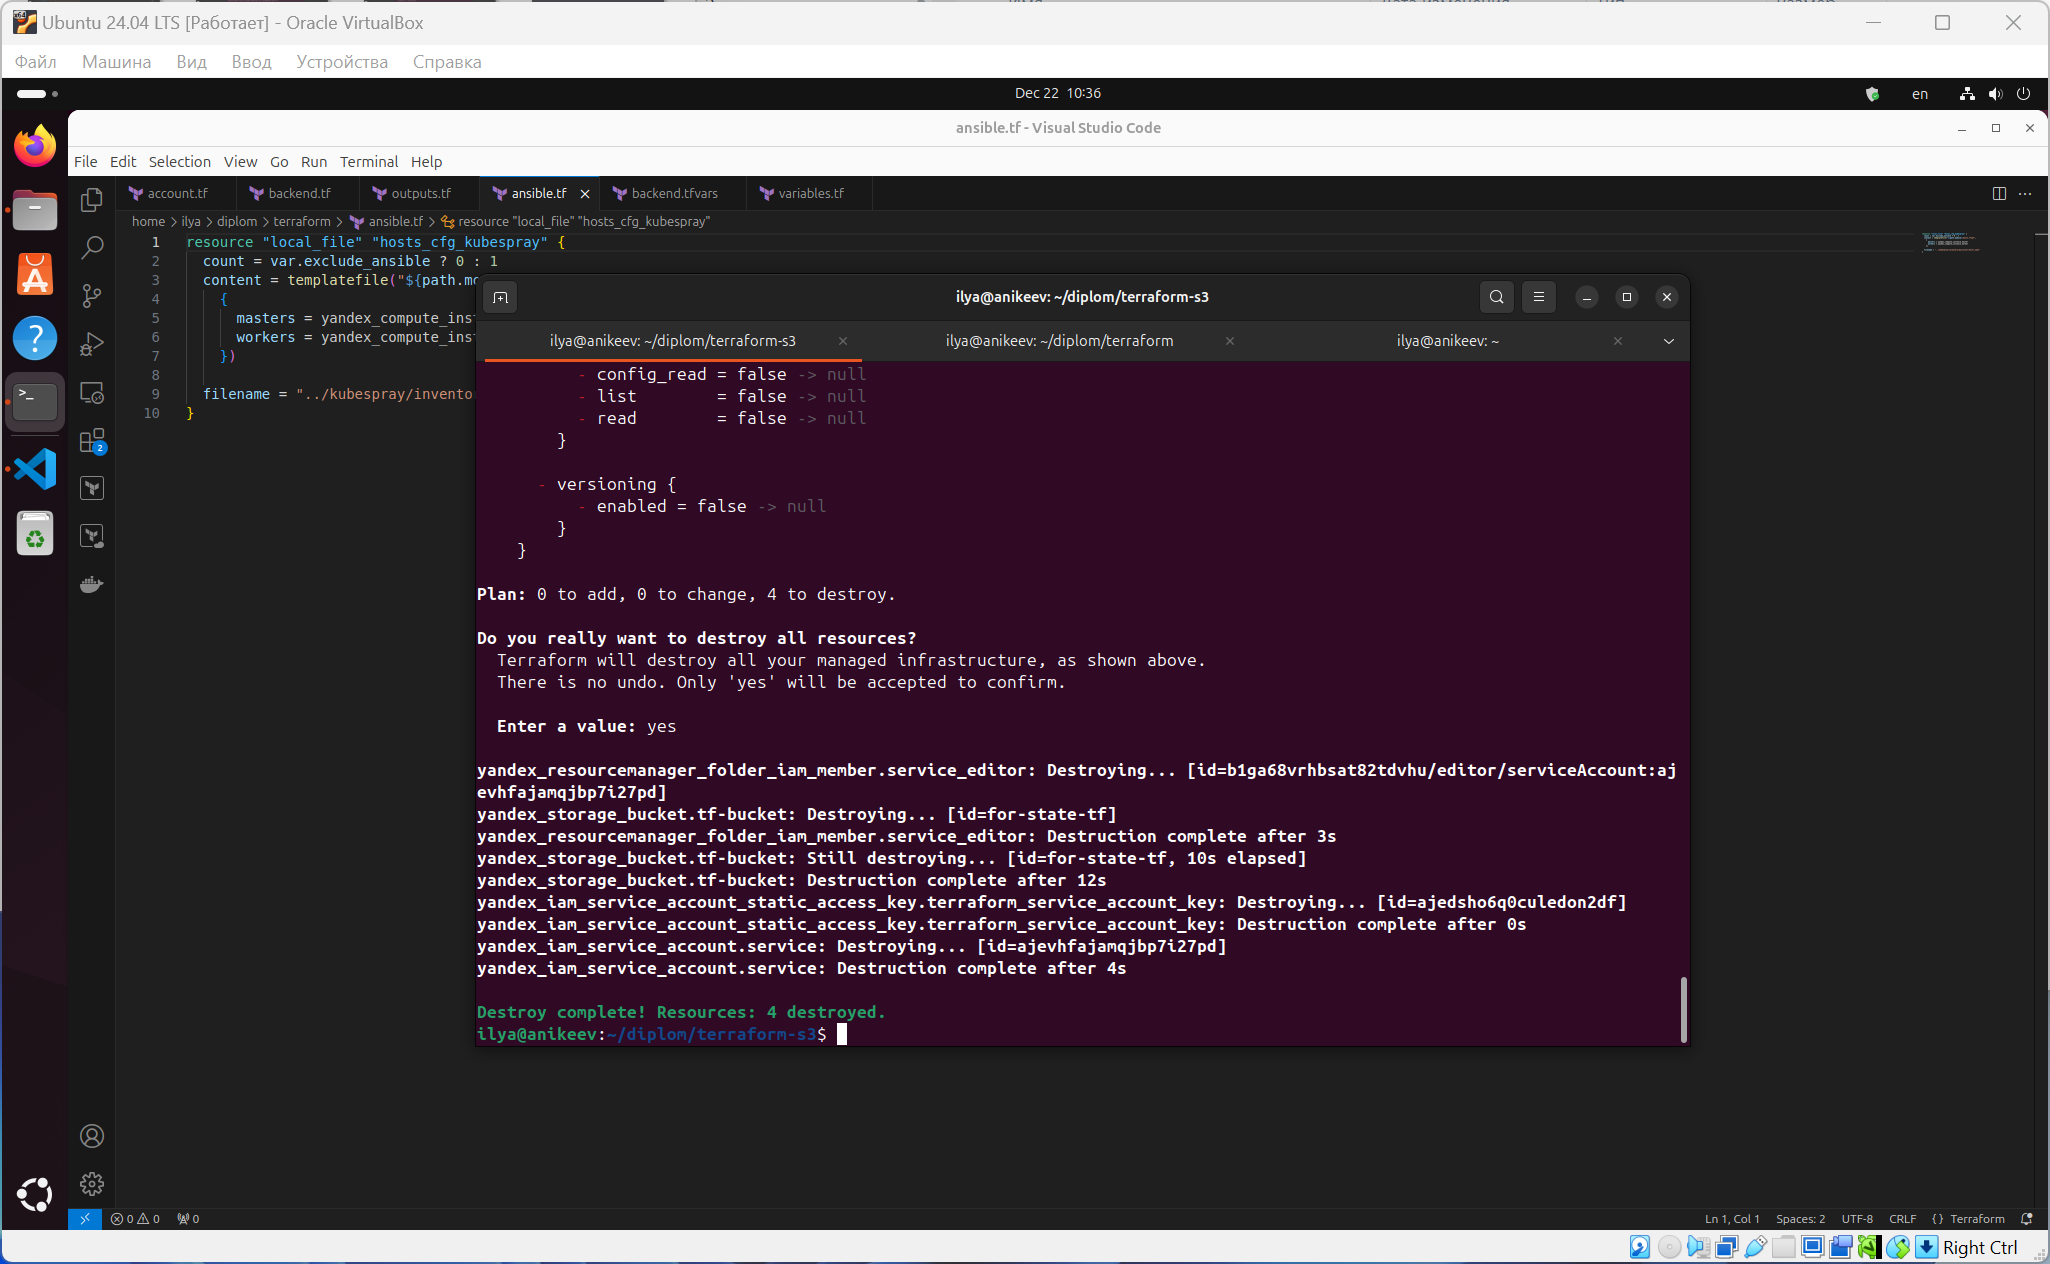 Ubuntu 24.04 LTS [Работает] - Oracle VirtualBox
Файл Машина Вид Ввод Устройства Справка
Dec 22 10:36
en
ansible.tf - Visual Studio Code
File Edit Selection View Go Run Terminal Help
account.tf backend.tf outputs.tf ansible.tf backend.tfvars variables.tf
home > ilya > diplom > terraform > ansible.tf > resource "local_file" "hosts_cfg_kubespray"
1 resource "local_file" "hosts_cfg_kubespray" {
2 count = var.exclude_ansible ? 0 : 1
3 content = templatefile("${path.mo
4 {
5 masters = yandex_compute_ins
6 workers = yandex_compute_ins
7 })
8
9 filename = "../kubespray/invento
10 }
ilya@anikeev: ~/diplom/terraform-s3
ilya@anikeev: ~/diplom/terraform-s3 ilya@anikeev: ~/diplom/terraform ilya@anikeev: ~
- config_read = false -> null
- list = false -> null
- read = false -> null
}
- versioning {
- enabled = false -> null
}
}
Plan: 0 to add, 0 to change, 4 to destroy.
Do you really want to destroy all resources?
Terraform will destroy all your managed infrastructure, as shown above.
There is no undo. Only 'yes' will be accepted to confirm.
Enter a value: yes
yandex_resourcemanager_folder_iam_member.service_editor: Destroying... [id=b1ga68vrhbsat82tdvhu/editor/serviceAccount:aj
evhfajamqjbp7i27pd]
yandex_storage_bucket.tf-bucket: Destroying... [id=for-state-tf]
yandex_resourcemanager_folder_iam_member.service_editor: Destruction complete after 3s
yandex_storage_bucket.tf-bucket: Still destroying... [id=for-state-tf, 10s elapsed]
yandex_storage_bucket.tf-bucket: Destruction complete after 12s
yandex_iam_service_account_static_access_key.terraform_service_account_key: Destroying... [id=ajedsho6q0culedon2df]
yandex_iam_service_account_static_access_key.terraform_service_account_key: Destruction complete after 0s
yandex_iam_service_account.service: Destroying... [id=ajevhfajamqjbp7i27pd]
yandex_iam_service_account.service: Destruction complete after 4s
Destroy complete! Resources: 4 destroyed.
ilya@anikeev:~/diplom/terraform-s3$
2
0 0 0 Ln 1, Col 1 Spaces: 2 UTF-8 CRLF {} Terraform
Right Ctrl